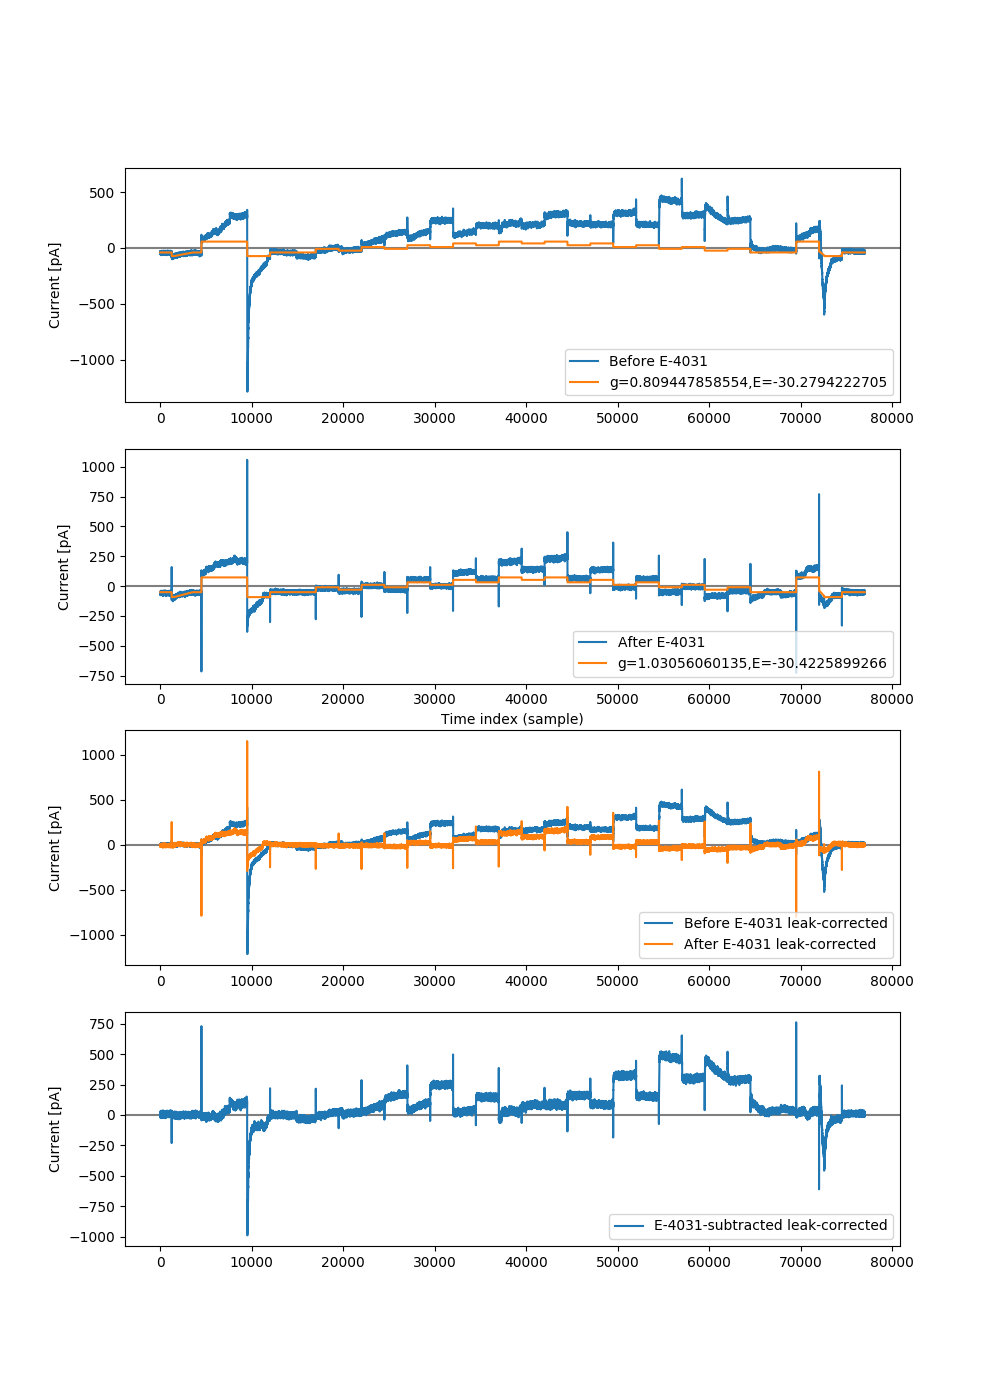 500
0
−500
−1000
Current [pA]
Before E-4031
g=0.809447858554,E=-30.2794222705
0 10000 20000 30000 40000 50000 60000 70000 80000
1000
750
500
250
0
−250
−500
−750
Current [pA]
After E-4031
g=1.03056060135,E=-30.4225899266
0 10000 20000 30000 40000 50000 60000 70000 80000
Time index (sample)
1000
500
0
−500
−1000
Current [pA]
Before E-4031 leak-corrected
After E-4031 leak-corrected
0 10000 20000 30000 40000 50000 60000 70000 80000
750
500
250
0
−250
−500
−750
−1000
Current [pA]
E-4031-subtracted leak-corrected
0 10000 20000 30000 40000 50000 60000 70000 80000